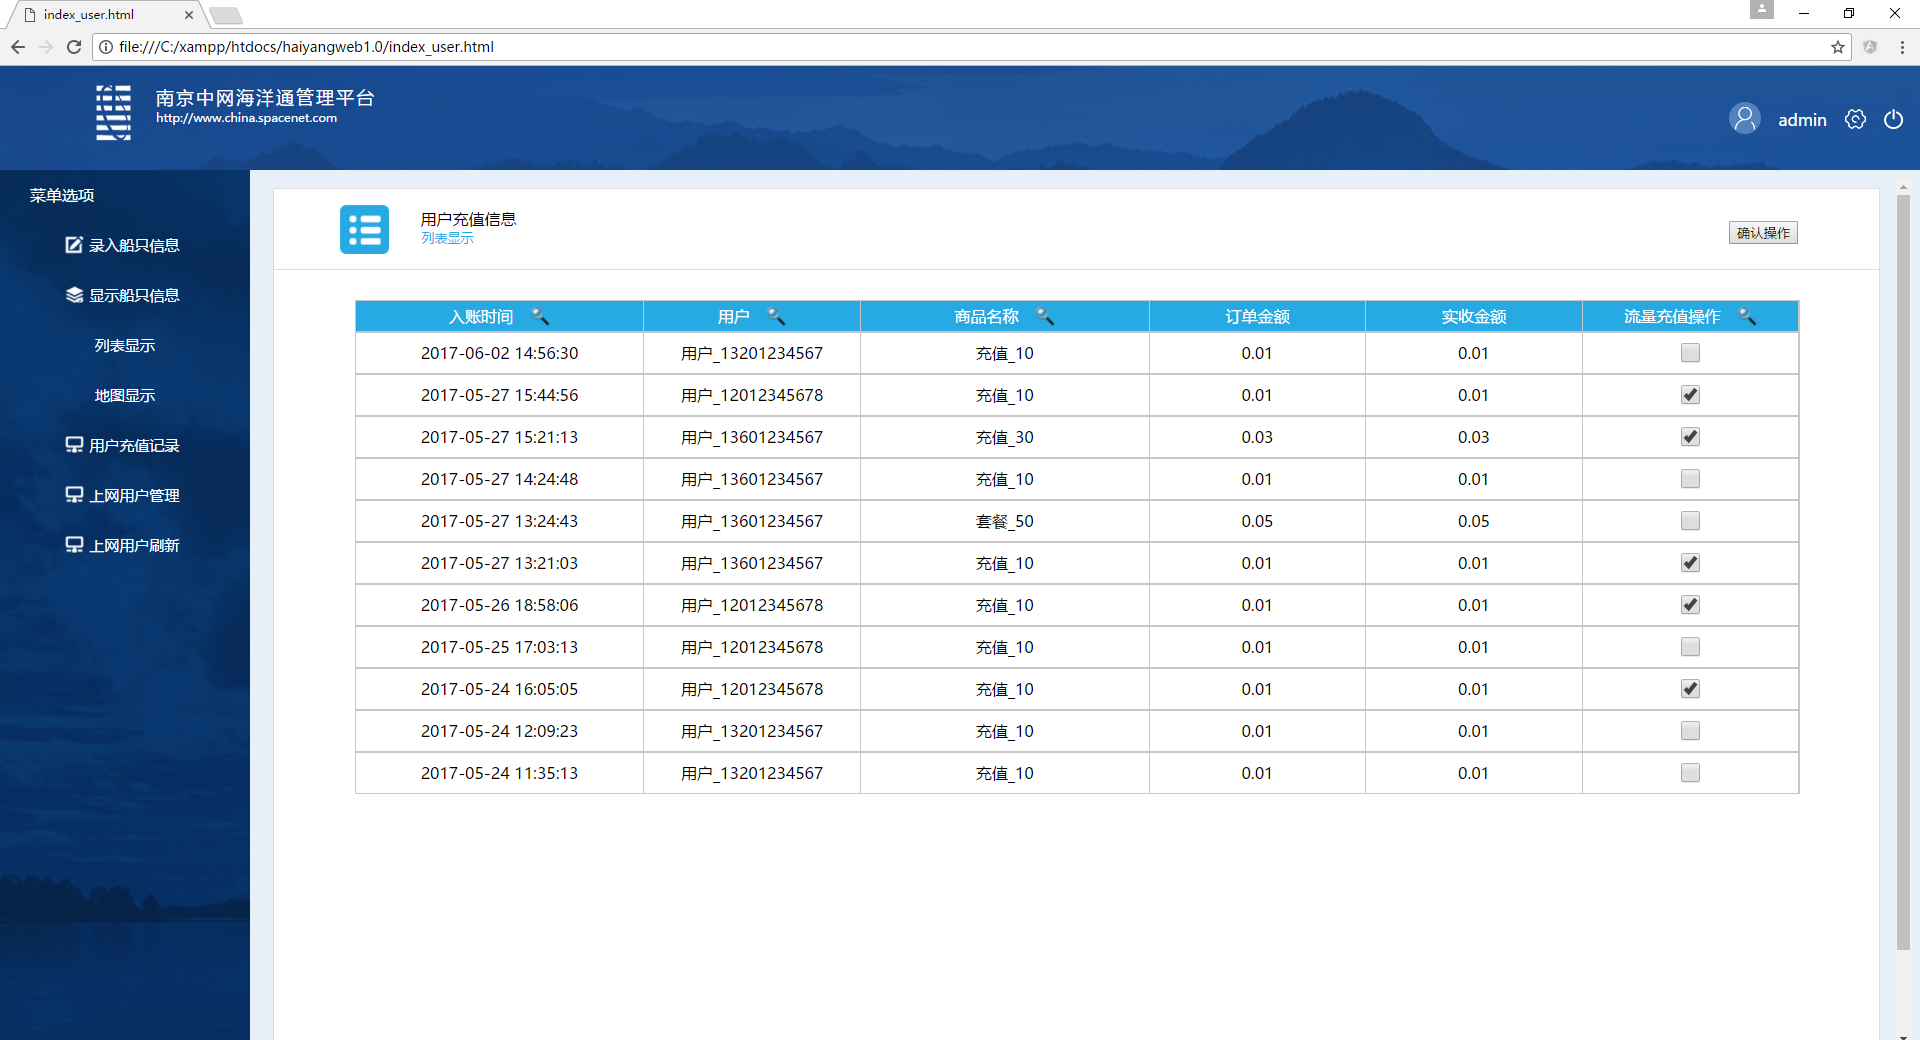 index_user.html
file:///C:/xampp/htdocs/haiyangweb1.0/index_user.html
南京中网海洋通管理平台
http://www.china.spacenet.com
admin
菜单选项
录入船只信息
显示船只信息
列表显示
地图显示
用户充值记录
上网用户管理
上网用户刷新
用户充值信息
列表显示
确认操作
入账时间 用户 商品名称 订单金额 实收金额 流量充值操作
2017-06-02 14:56:30 用户_13201234567 充值_10 0.01 0.01
2017-05-27 15:44:56 用户_12012345678 充值_10 0.01 0.01
2017-05-27 15:21:13 用户_13601234567 充值_30 0.03 0.03
2017-05-27 14:24:48 用户_13601234567 充值_10 0.01 0.01
2017-05-27 13:24:43 用户_13601234567 套餐_50 0.05 0.05
2017-05-27 13:21:03 用户_13601234567 充值_10 0.01 0.01
2017-05-26 18:58:06 用户_12012345678 充值_10 0.01 0.01
2017-05-25 17:03:13 用户_12012345678 充值_10 0.01 0.01
2017-05-24 16:05:05 用户_12012345678 充值_10 0.01 0.01
2017-05-24 12:09:23 用户_13201234567 充值_10 0.01 0.01
2017-05-24 11:35:13 用户_13201234567 充值_10 0.01 0.01